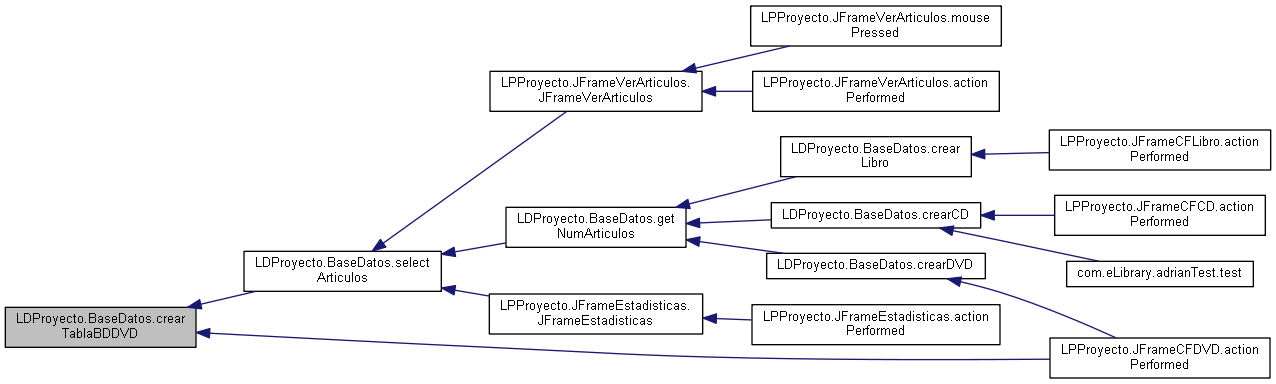 LPProyecto.JFrameVerArticulos.mouse
Pressed
LPProyecto.JFrameVerArticulos.
JFrameVerArticulos
LPProyecto.JFrameVerArticulos.action
Performed
LDProyecto.BaseDatos.crear
Libro
LPProyecto.JFrameCFLibro.action
Performed
LDProyecto.BaseDatos.get
NumArticulos
LDProyecto.BaseDatos.crearCD
LPProyecto.JFrameCFCD.action
Performed
LDProyecto.BaseDatos.select
Articulos
LDProyecto.BaseDatos.crearDVD
com.eLibrary.adrianTest.test
LDProyecto.BaseDatos.crear
TablaBDDVD
LPProyecto.JFrameEstadisticas.
JFrameEstadisticas
LPProyecto.JFrameEstadisticas.action
Performed
LPProyecto.JFrameCFDVD.action
Performed